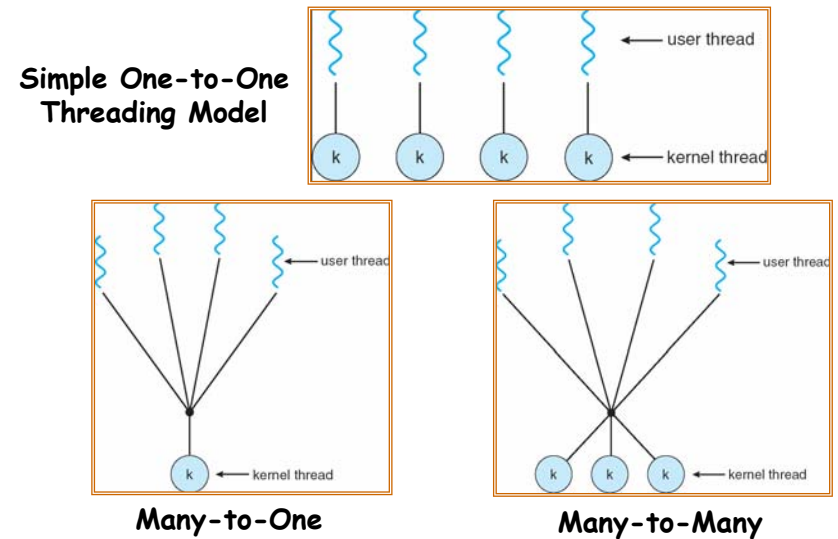 Simple One-to-One
Threading Model
user thread
k
k
k
k
kernel thread
user thread
k
kernel thread
Many-to-One
user thread
k
k
k
kernel thread
Many-to-Many